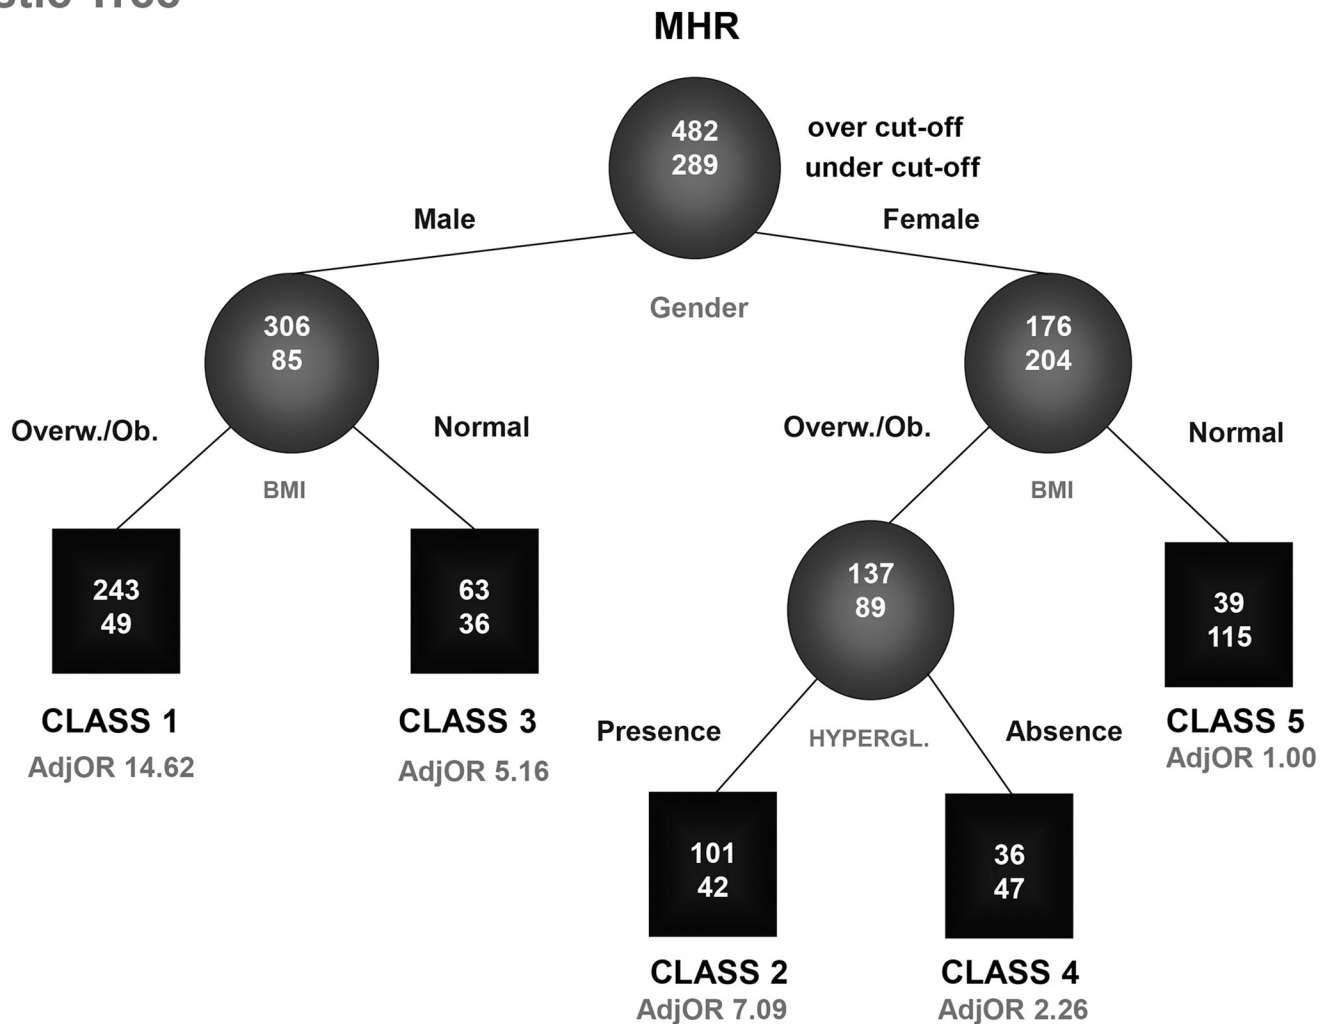 MHR
482
289
over cut-off
under cut-off
Male
Female
Gender
306
85
176
204
Overw./Ob.
Normal
Overw./Ob.
Normal
BMI
BMI
243
49
63
36
137
89
39
115
CLASS 1
AdjOR 14.62
CLASS 3
AdjOR 5.16
Presence
HYPERGL.
Absence
CLASS 5
AdjOR 1.00
101
42
36
47
CLASS 2
AdjOR 7.09
CLASS 4
AdjOR 2.26